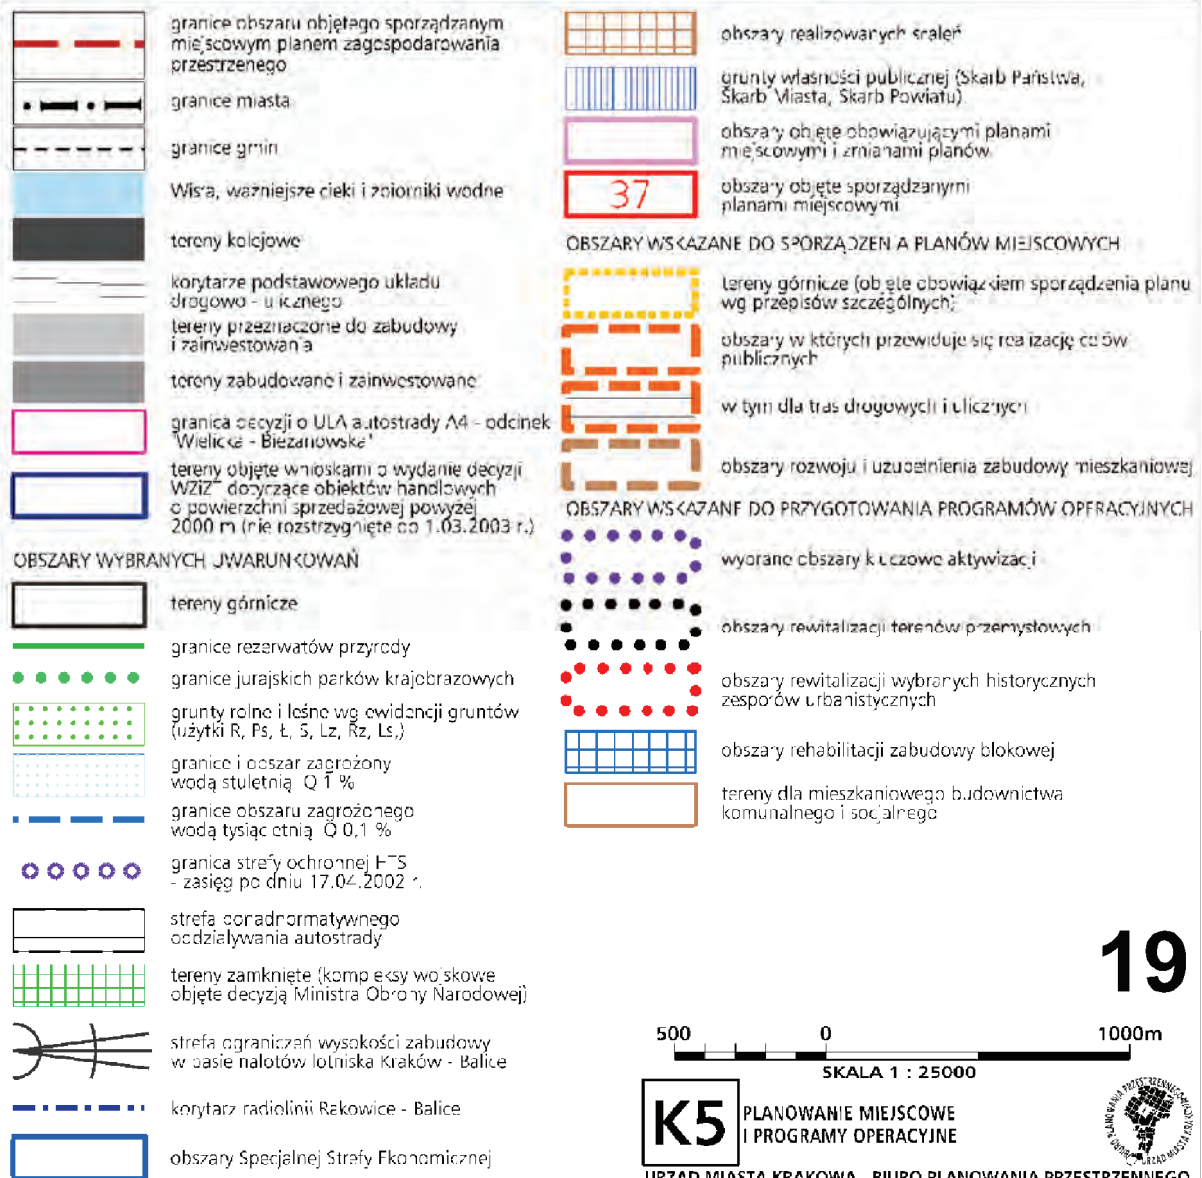 granice obszaru objętego sporządzanym
miejscowym planem zagospodarowania
przestrzenego
granice miasta
granice gmin
Wisła, ważniejsze cieki i zbiorniki wodne
tereny kolejowe
korytarze podstawowego układu
drogowo - ulicznego
tereny przeznaczone do zabudowy
i zainwestowania
tereny zabudowane i zainwestowane
granica decyzji o ULA autostrady A4 - odcinek
"Wielicka - Bieżanowska"
tereny objęte wnioskami o wydanie decyzji
WZiZT dotyczące obiektów handlowych
o powierzchni sprzedażowej powyżej
2000 m (nie rozstrzygnięte do 1.03.2003 r.)
OBSZARY WYBRANYCH UWARUNKOWAŃ
tereny górnicze
granice rezerwatów przyrody
granice jurajskich parków krajobrazowych
grunty rolne i leśne wg ewidencji gruntów
(użytki R, Ps, Ł, S, Lz, Rz, Ls,)
granice i obszar zagrożony
wodą stuletnią Q 1 %
granice obszaru zagrożonego
wodą tysiącletnią Q 0,1 %
granica strefy ochronnej HTS
- zasięg po dniu 17.04.2002 r.
strefa ponadnormatywnego
oddziaływania autostrady
tereny zamknięte (kompleksy wojskowe
objęte decyzją Ministra Obrony Narodowej)
strefa ograniczeń wysokości zabudowy
w pasie nalotów lotniska Kraków - Balice
korytarz radiolinii Rakowice - Balice
obszary Specjalnej Strefy Ekonomicznej
obszary realizowanych scaleń
grunty własności publicznej (Skarb Państwa,
Skarb Miasta, Skarb Powiatu)
obszary objęte obowiązującymi planami
miejscowymi i zmianami planów
37
obszary objęte sporządzanymi
planami miejscowymi
OBSZARY WSKAZANE DO SPORZĄDZENIA PLANÓW MIEJSCOWYCH
tereny górnicze (objęte obowiązkiem sporządzenia planu
wg przepisów szczególnych)
obszary w których przewiduje się realizację celów
publicznych
w tym dla tras drogowych i ulicznych
obszary rozwoju i uzupełnienia zabudowy mieszkaniowej
OBSZARY WSKAZANE DO PRZYGOTOWANIA PROGRAMÓW OPERACYJNYCH
wybrane obszary kluczowe aktywizacji
obszary rewitalizacji terenów przemysłowych
obszary rewitalizacji wybranych historycznych
zespołów urbanistycznych
obszary rehabilitacji zabudowy blokowej
tereny dla mieszkaniowego budownictwa
komunalnego i socjalnego
19
500 0 1000m
SKALA 1 : 25000
K5
PLANOWANIE MIEJSCOWE
I PROGRAMY OPERACYJNE
URZĄD MIASTA KRAKOWA - BIURO PLANOWANIA PRZESTRZENNEGO